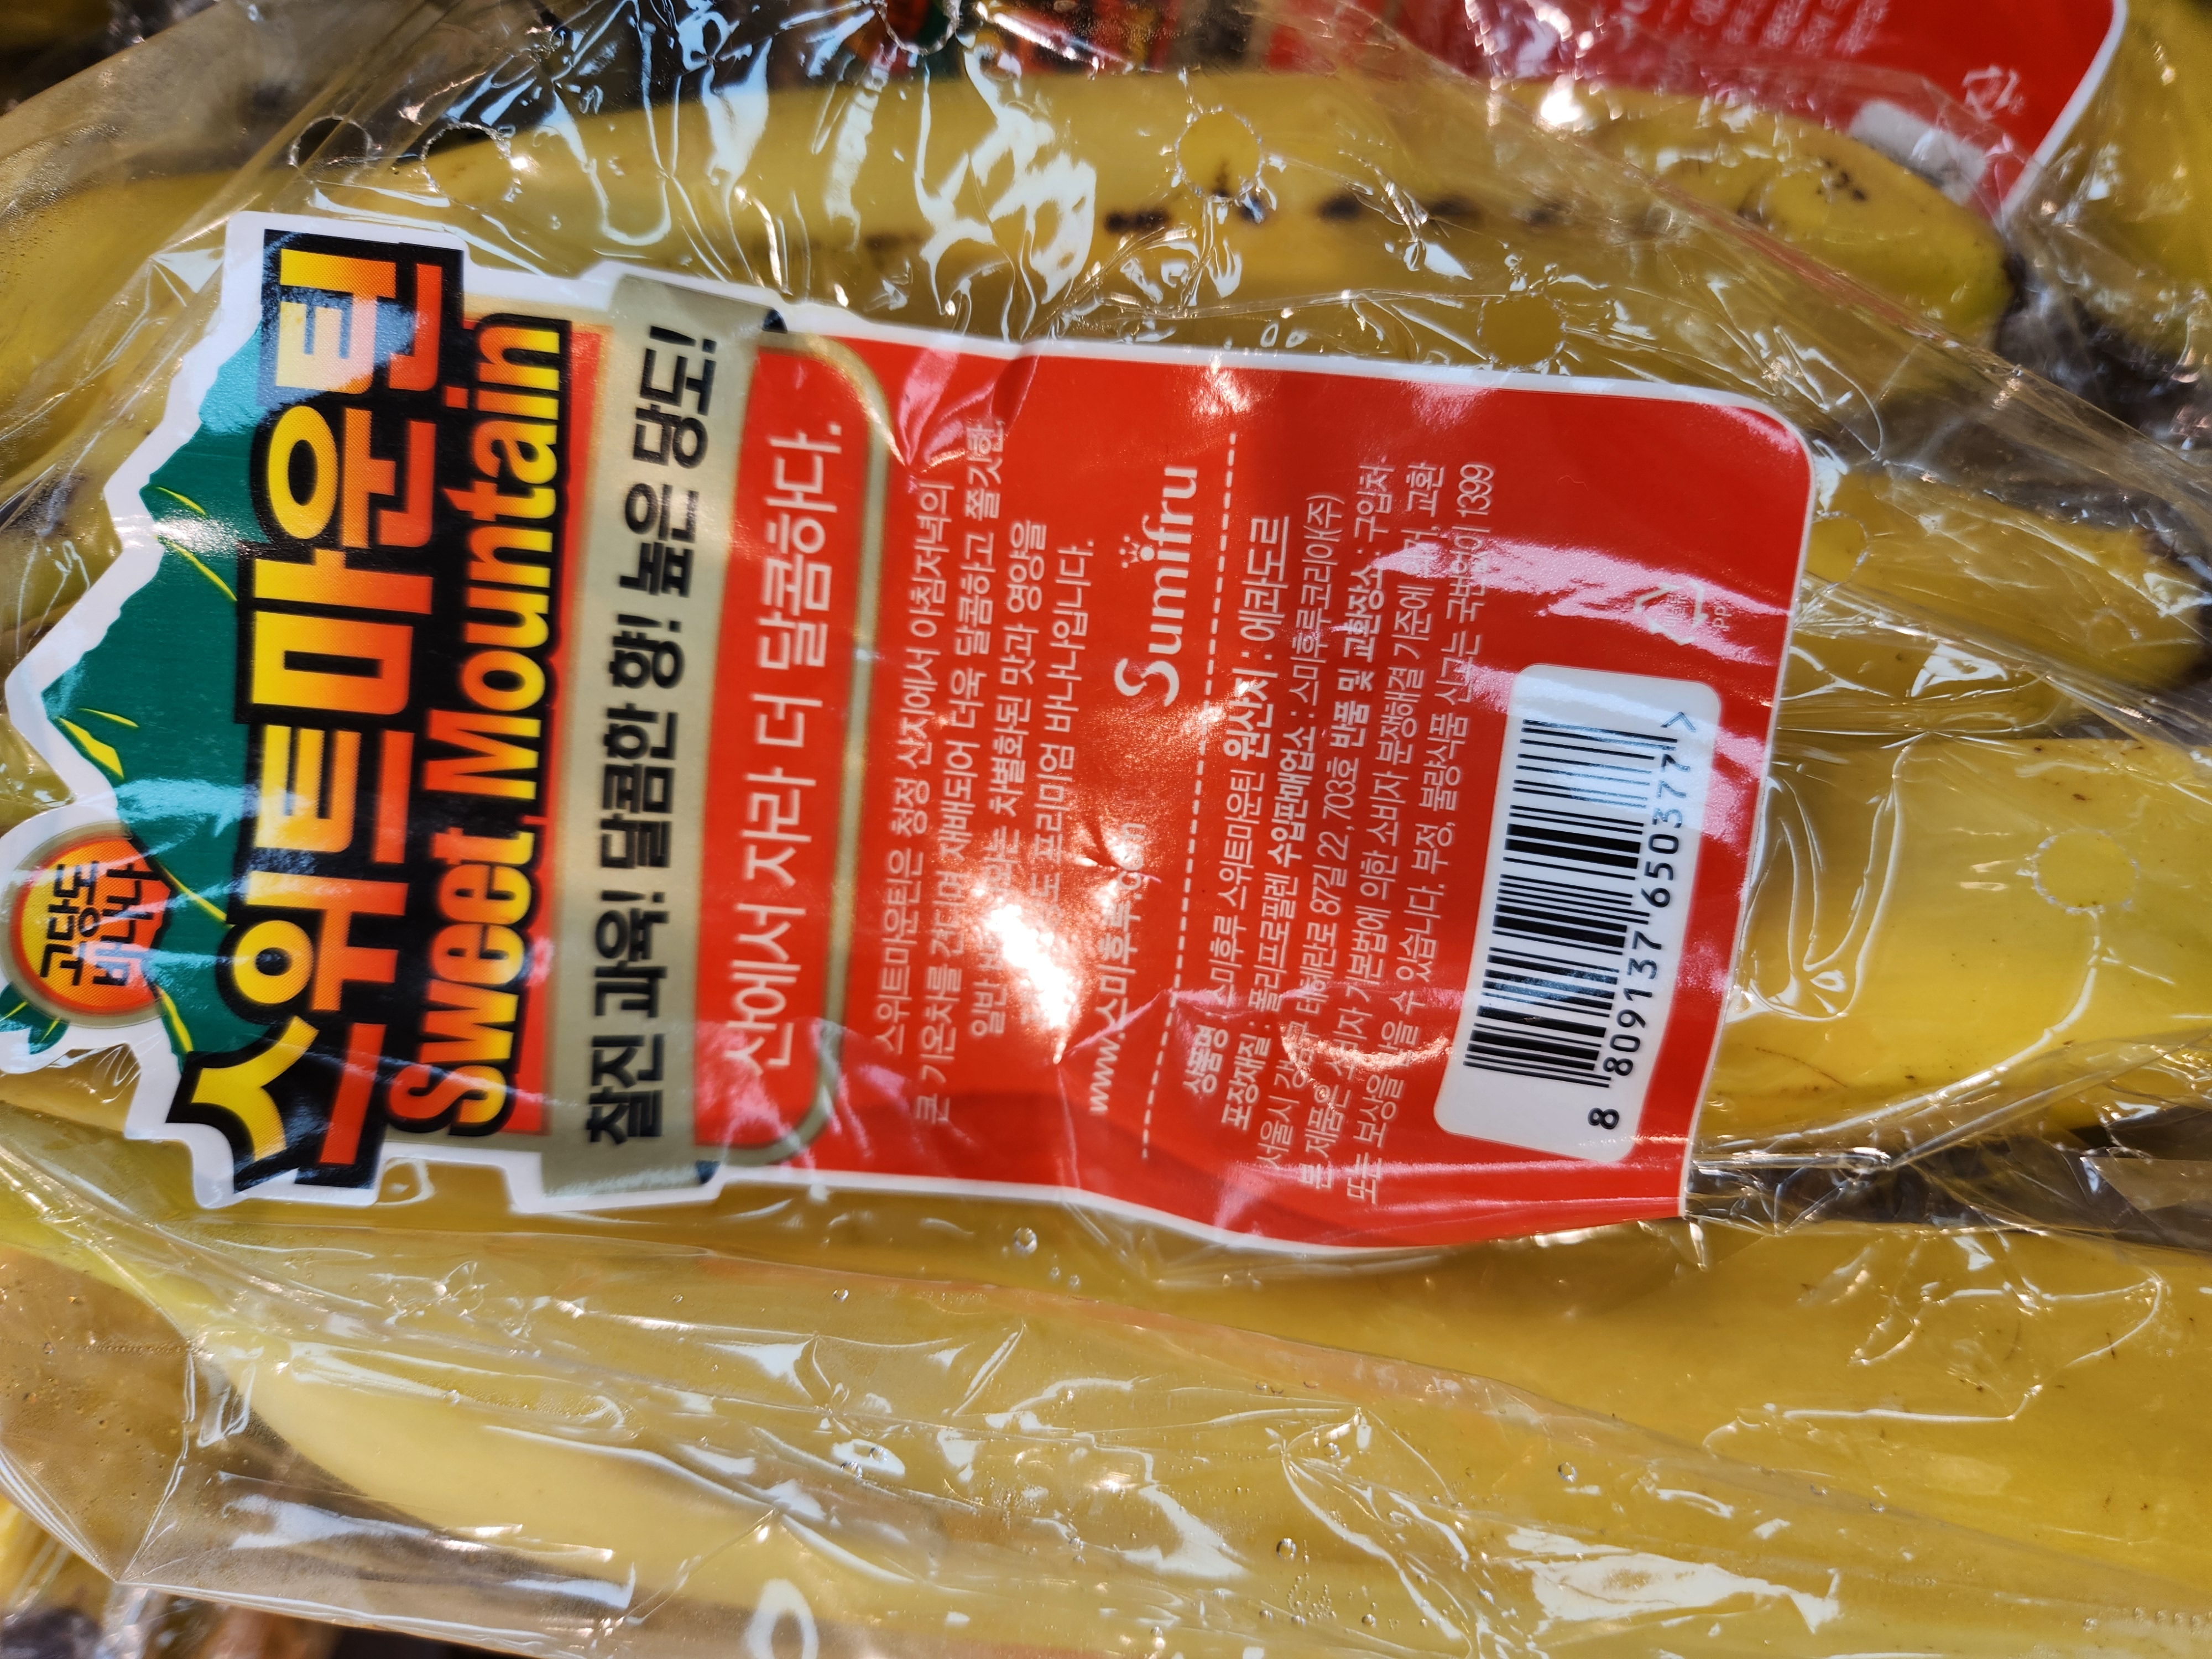 고당도
바나나
스위트마운틴
Sweet Mountain
찰진 과육! 달콤한 향! 높은 당도!
산에서 자라 더 달콤하다.
스위트마운틴은 청정 산지에서 아침저녁의
큰 기온차를 견디며 재배되어 더욱 달콤하고 쫄깃한,
일반 차별화된 맛과 영양을
프리미엄 바나나입니다.
www.스미후루.com
Sumifru
상품명 스미후루 스위트마운틴 원산지 : 에콰도르
포장재질 : 폴리프로필렌 수입판매업소 : 스미후루코리아(주)
서울시 강남구 테헤란로 87길 22, 703호 반품 및 교환장소 : 구입처
본 제품은 소비자 기본법에 의한 소비자 분쟁해결 기준에 교환
또는 보상을 받을 수 있습니다. 부정, 불량식품 신고는 국번없이 1399
PP
8 809137 650377 >